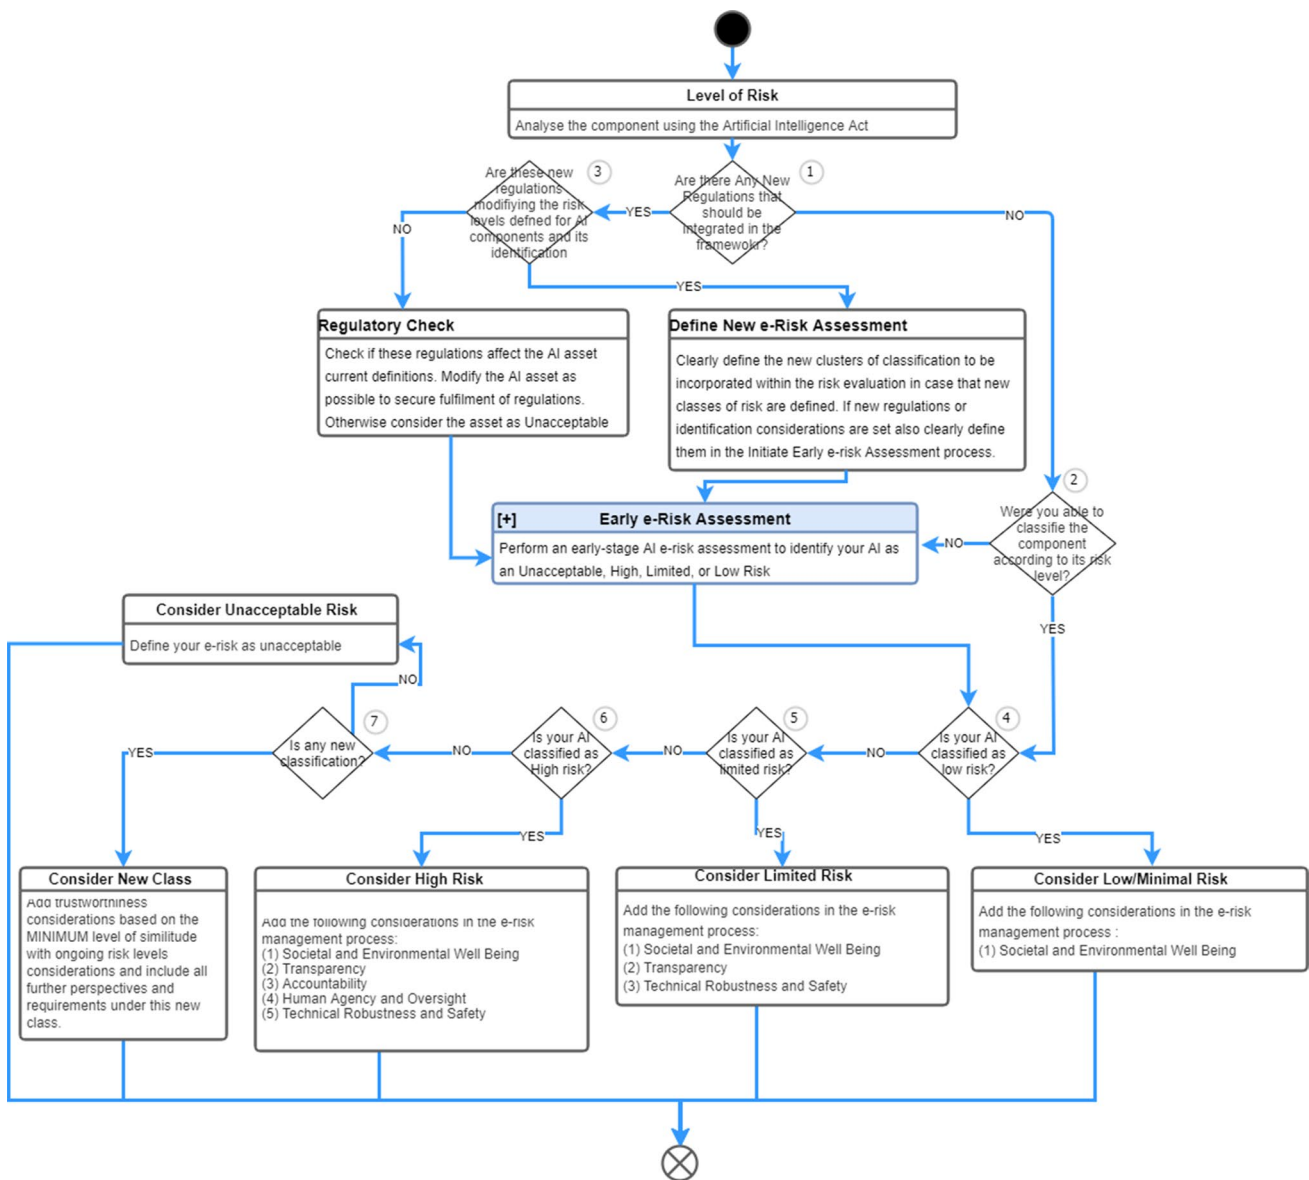 Level of Risk
Analyse the component using the Artificial Intelligence Act
3
Are these new
regulations
modifiying the risk
levels defned for AI
components and its
identification
1
Are there Any New
Regulations that
should be
integrated in the
framewokr?
YES
NO
NO
YES
Regulatory Check
Check if these regulations affect the AI asset
current definitions. Modify the AI asset as
possible to secure fulfilment of regulations.
Otherwise consider the asset as Unacceptable
Define New e-Risk Assessment
Clearly define the new clusters of classification to be
incorporated within the risk evaluation in case that new
classes of risk are defined. If new regulations or
identification considerations are set also clearly define
them in the Initiate Early e-risk Assessment process.
2
Were you able to
classifie the
component
according to its risk
level?
NO
YES
[+] Early e-Risk Assessment
Perform an early-stage AI e-risk assessment to identify your AI as
an Unacceptable, High, Limited, or Low Risk
Consider Unacceptable Risk
Define your e-risk as unacceptable
NO
7
Is any new
classification?
YES
NO
6
Is your AI
classified as
High risk?
NO
5
Is your AI
classified as
limited risk?
NO
4
Is your AI
classified as
low risk?
YES
YES
YES
Consider New Class
Add trustworthiness
considerations based on the
MINIMUM level of similitude
with ongoing risk levels
considerations and include all
further perspectives and
requirements under this new
class.
Consider High Risk
Add the following considerations in the e-risk
management process:
(1) Societal and Environmental Well Being
(2) Transparency
(3) Accountability
(4) Human Agency and Oversight
(5) Technical Robustness and Safety
Consider Limited Risk
Add the following considerations in the e-risk
management process:
(1) Societal and Environmental Well Being
(2) Transparency
(3) Technical Robustness and Safety
Consider Low/Minimal Risk
Add the following considerations in the e-risk
management process :
(1) Societal and Environmental Well Being